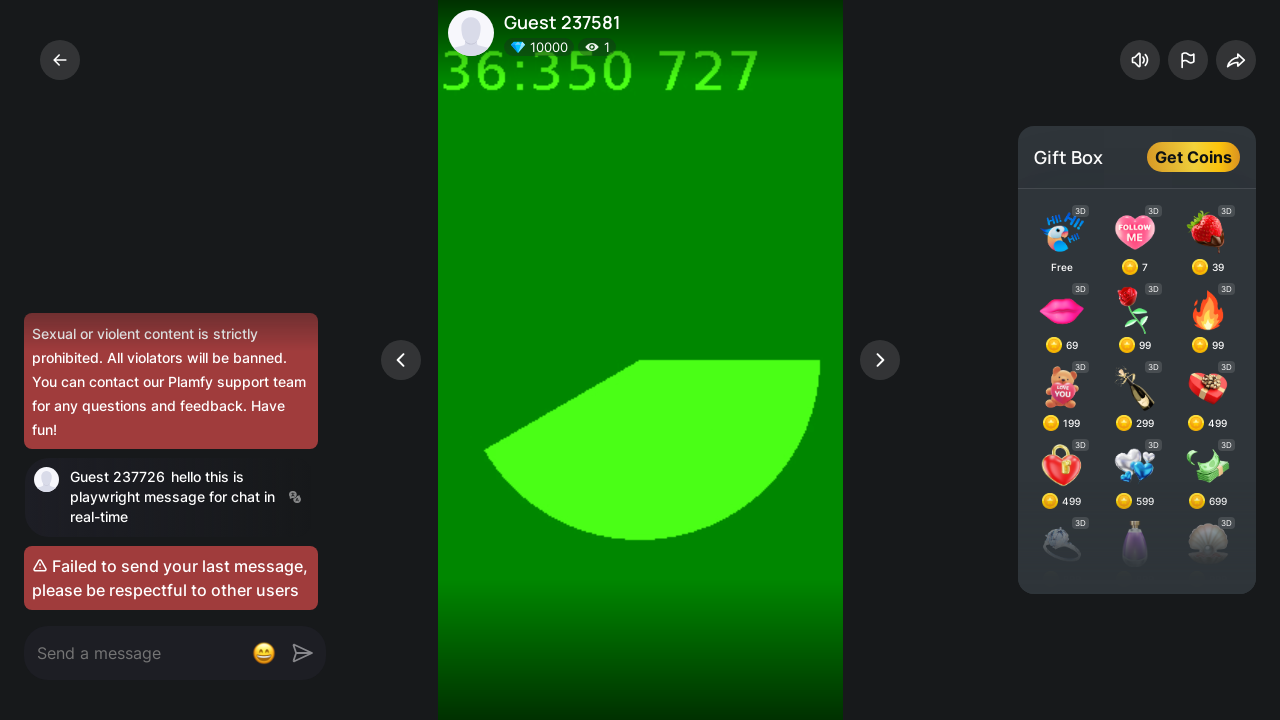 Guest 237581
10000 1
36:350 727
Sexual or violent content is strictly
prohibited. All violators will be banned.
You can contact our Plamfy support team
for any questions and feedback. Have
fun!
Guest 237726 hello this is
playwright message for chat in
real-time
Failed to send your last message,
please be respectful to other users
Send a message
Gift Box
Get Coins
3D 3D 3D
Hi! Hi! Hi!
FOLLOW
ME
Free 7 39
3D 3D 3D
69 99 99
3D 3D 3D
LOVE
YOU
199 299 499
3D 3D 3D
499 599 699
3D 3D